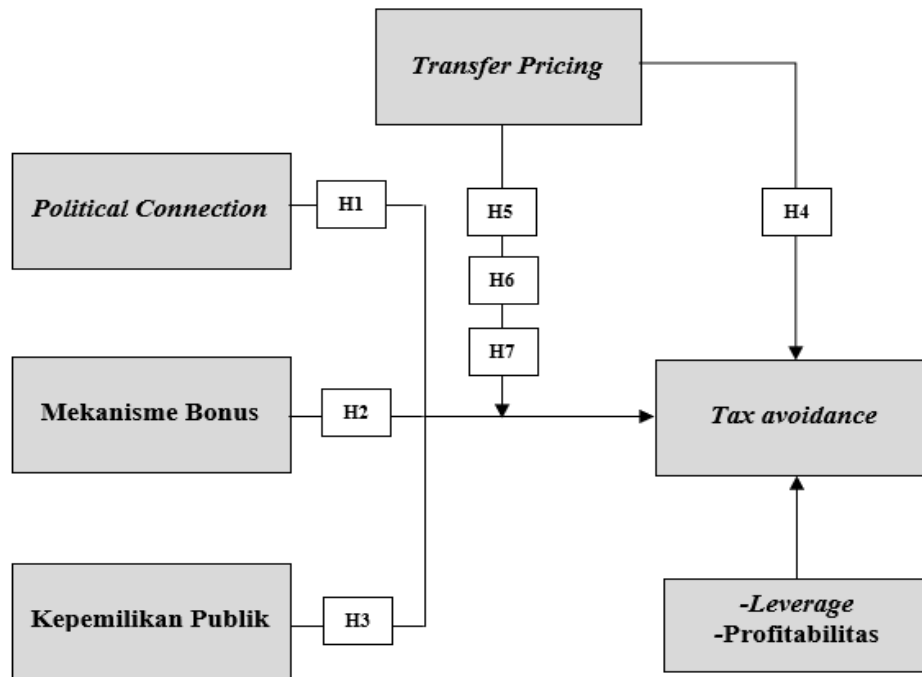 Transfer Pricing
Political Connection
H1
H5
H4
H6
H7
Mekanisme Bonus
H2
Tax avoidance
Kepemilikan Publik
H3
-Leverage
-Profitabilitas